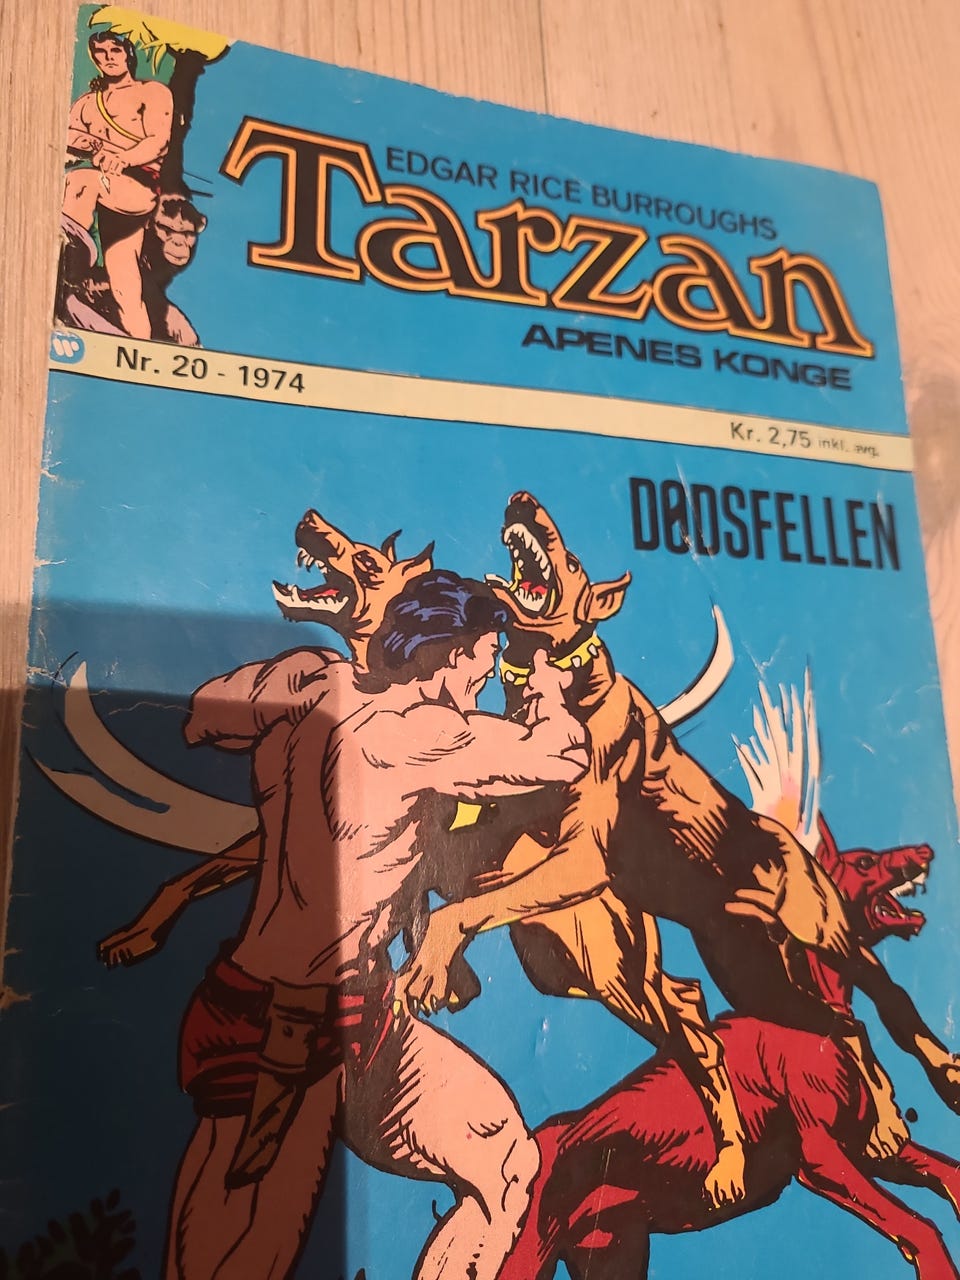 EDGAR RICE BURROUGHS
Tarzan
APENES KONGE
Nr. 20 - 1974
Kr. 2,75 inkl. avg.
DØDSFELLEN